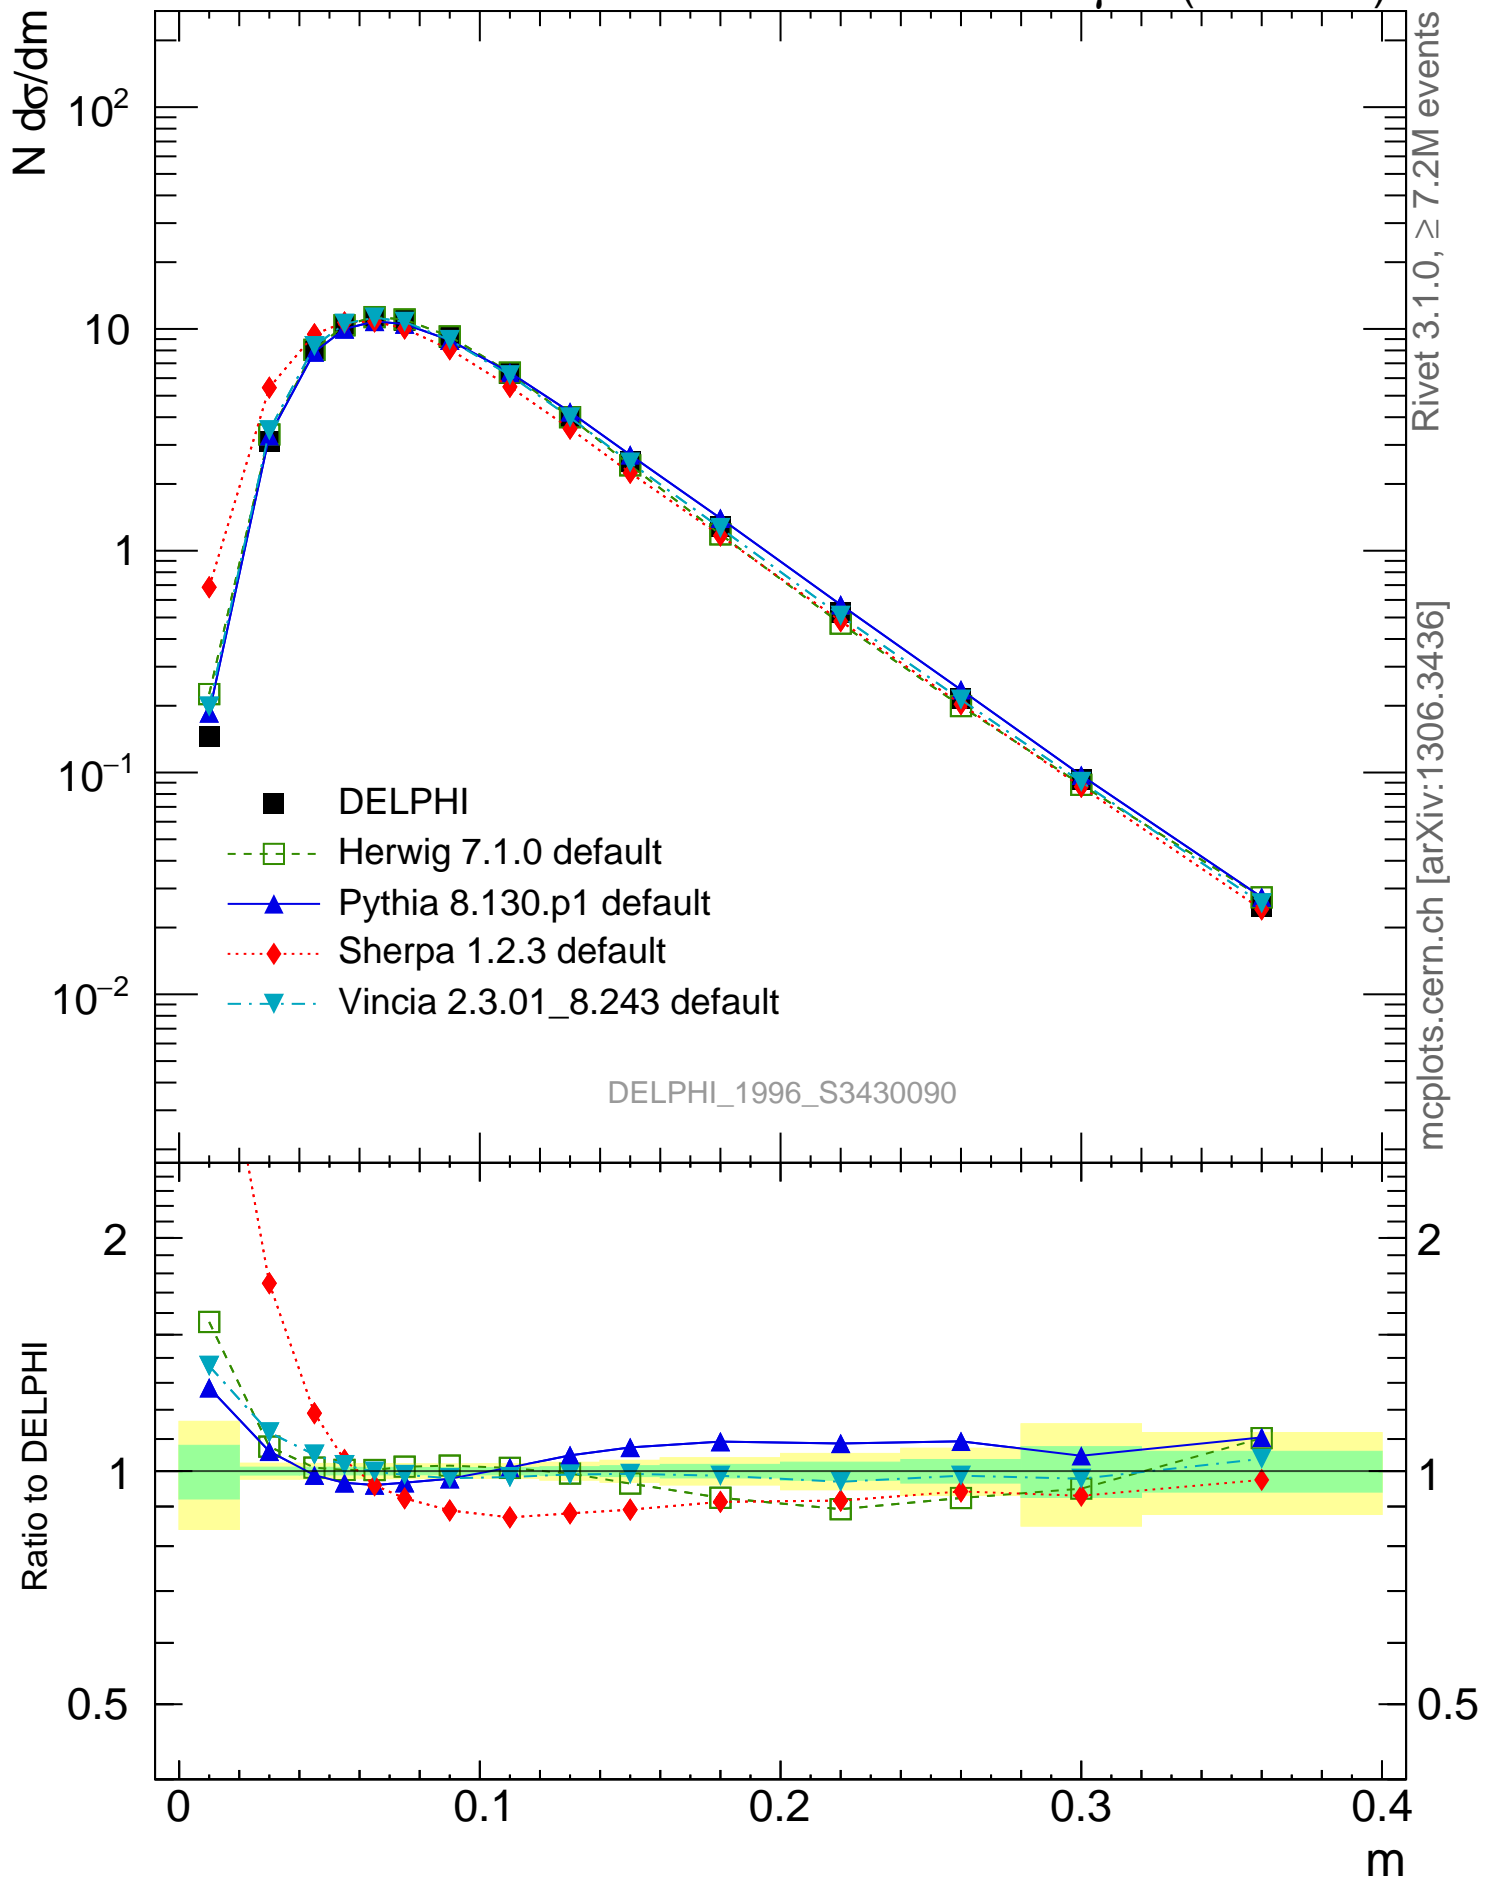 N dσ/dm
10²
10
1
10⁻¹
10⁻²
DELPHI
Herwig 7.1.0 default
Pythia 8.130.p1 default
Sherpa 1.2.3 default
Vincia 2.3.01_8.243 default
DELPHI_1996_S3430090
Rivet 3.1.0, ≥ 7.2M events
mcplots.cern.ch [arXiv:1306.3436]
Ratio to DELPHI
2
1
0.5
2
1
0.5
0 0.1 0.2 0.3 0.4
m